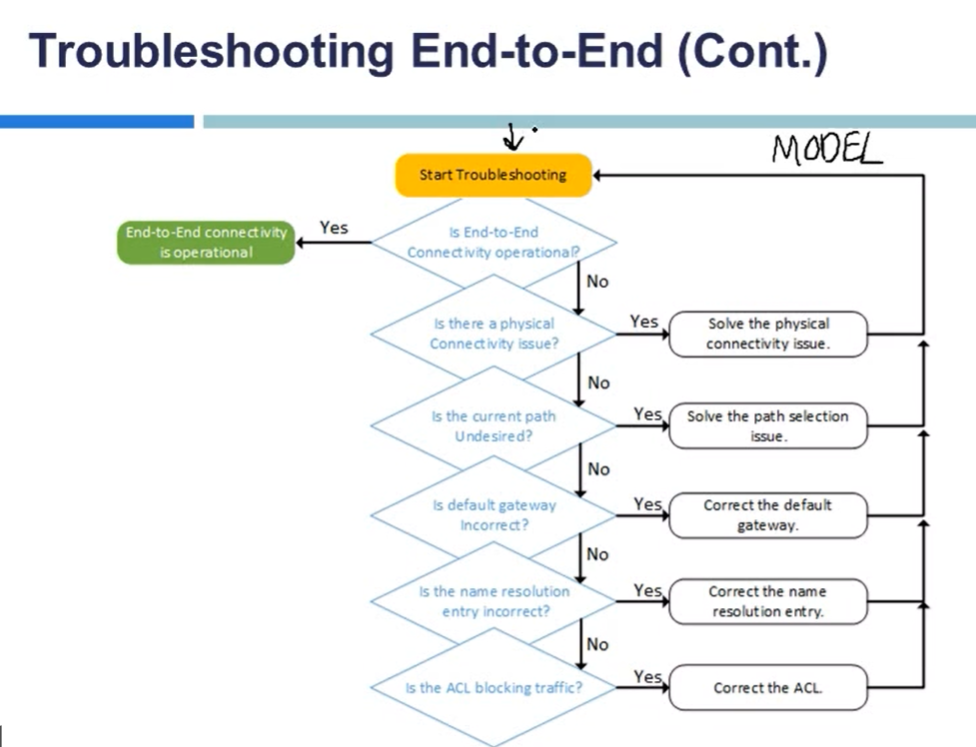 Troubleshooting End-to-End (Cont.)
MODEL
Start Troubleshooting
End-to-End connectivity
is operational
Yes
Is End-to-End
Connectivity operational?
No
Is there a physical
Connectivity issue?
Yes
Solve the physical
connectivity issue.
No
Is the current path
Undesired?
Yes
Solve the path selection
issue.
No
Is default gateway
Incorrect?
Yes
Correct the default
gateway.
No
Is the name resolution
entry incorrect?
Yes
Correct the name
resolution entry.
No
Is the ACL blocking traffic?
Yes
Correct the ACL.